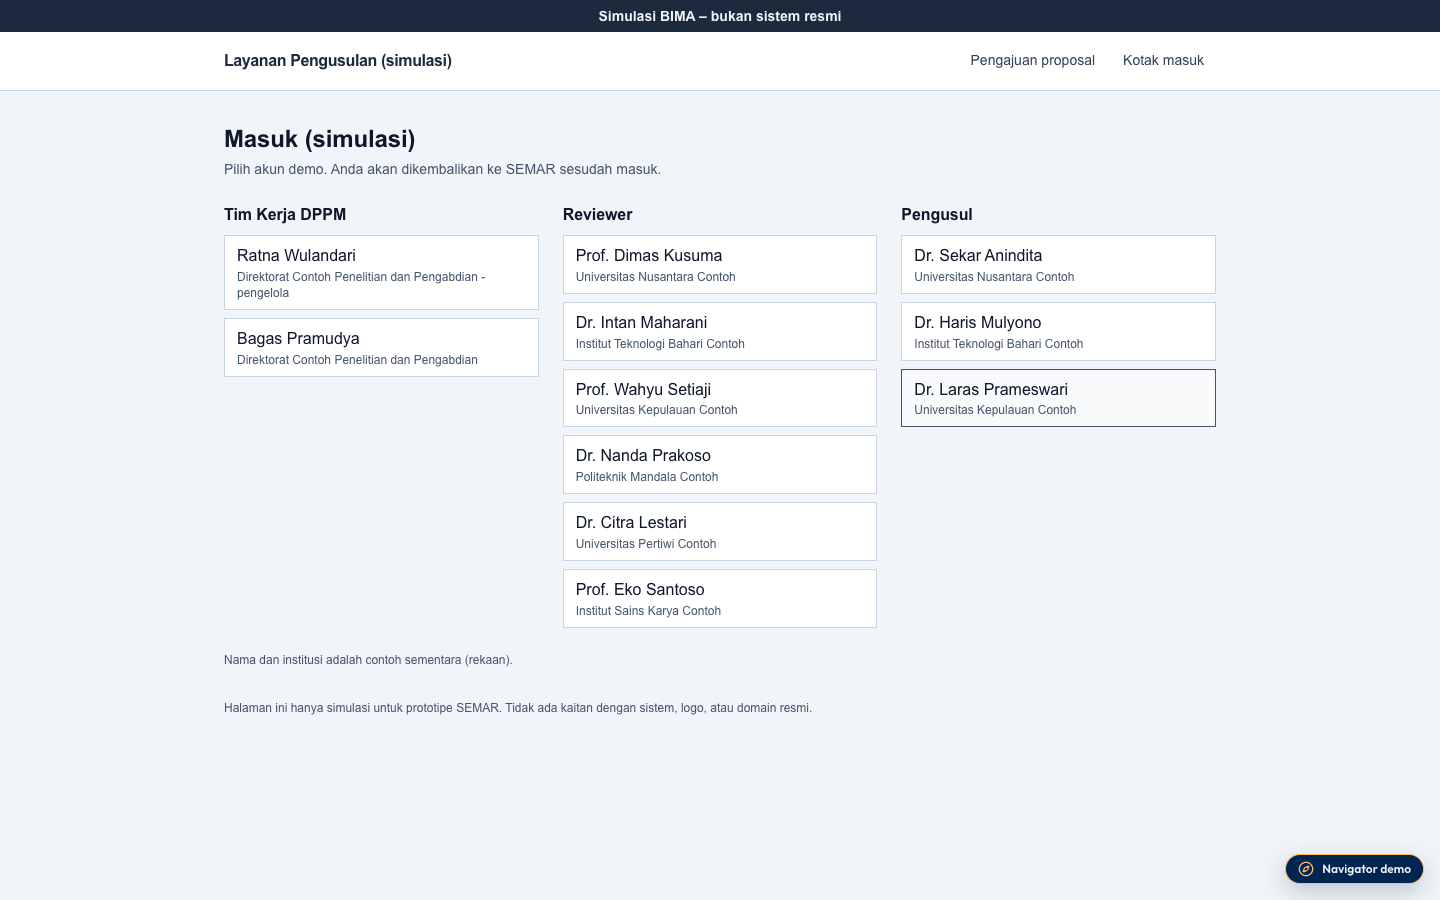 Simulasi BIMA – bukan sistem resmi
Layanan Pengusulan (simulasi)
Pengajuan proposal
Kotak masuk
Masuk (simulasi)
Pilih akun demo. Anda akan dikembalikan ke SEMAR sesudah masuk.
Tim Kerja DPPM
Ratna Wulandari
Direktorat Contoh Penelitian dan Pengabdian -
pengelola
Bagas Pramudya
Direktorat Contoh Penelitian dan Pengabdian
Reviewer
Prof. Dimas Kusuma
Universitas Nusantara Contoh
Dr. Intan Maharani
Institut Teknologi Bahari Contoh
Prof. Wahyu Setiaji
Universitas Kepulauan Contoh
Dr. Nanda Prakoso
Politeknik Mandala Contoh
Dr. Citra Lestari
Universitas Pertiwi Contoh
Prof. Eko Santoso
Institut Sains Karya Contoh
Pengusul
Dr. Sekar Anindita
Universitas Nusantara Contoh
Dr. Haris Mulyono
Institut Teknologi Bahari Contoh
Dr. Laras Prameswari
Universitas Kepulauan Contoh
Nama dan institusi adalah contoh sementara (rekaan).
Halaman ini hanya simulasi untuk prototipe SEMAR. Tidak ada kaitan dengan sistem, logo, atau domain resmi.
Navigator demo